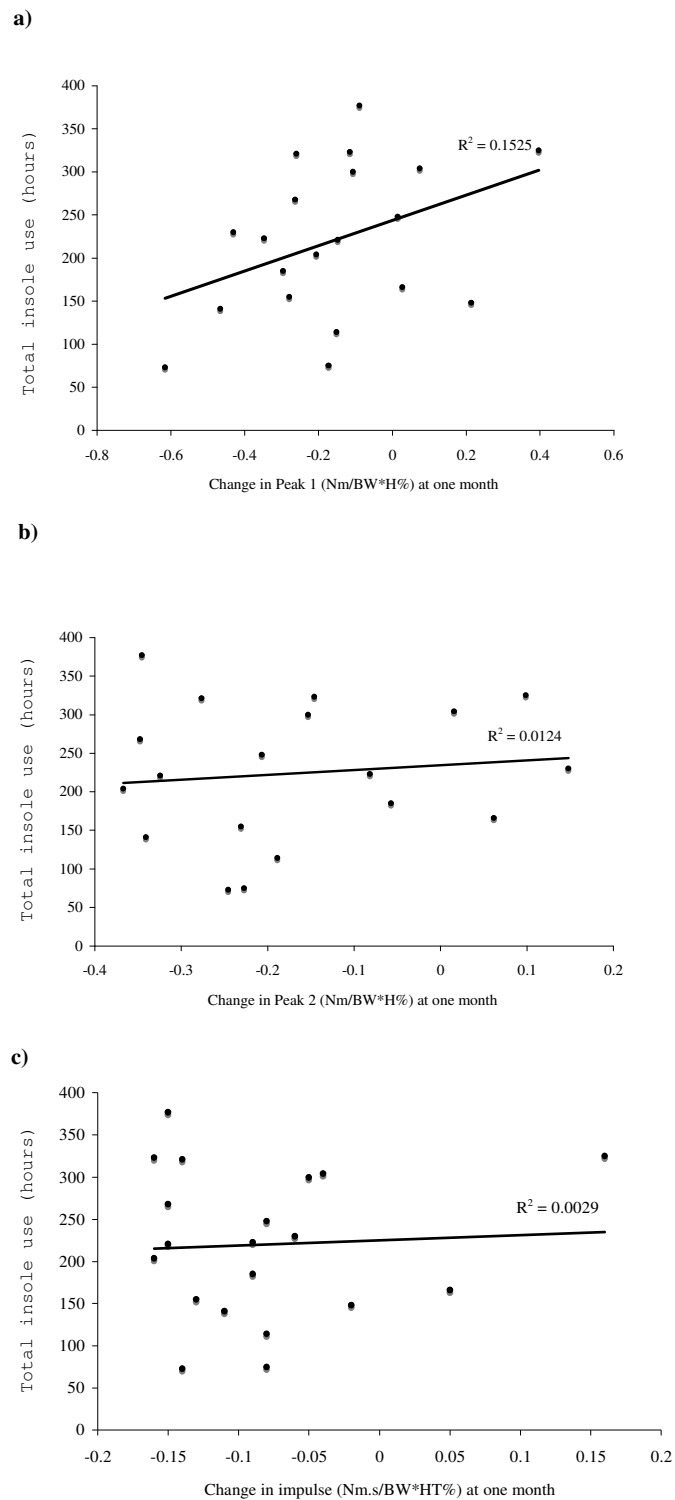 a)
400
350
R² = 0.1525
300
250
200
150
100
50
0
-0.8 -0.6 -0.4 -0.2 0 0.2 0.4 0.6
Total insole use (hours)
Change in Peak 1 (Nm/BW*H%) at one month
b)
400
350
300
R² = 0.0124
250
200
150
100
50
0
-0.4 -0.3 -0.2 -0.1 0 0.1 0.2
Total insole use (hours)
Change in Peak 2 (Nm/BW*H%) at one month
c)
400
350
300
R² = 0.0029
250
200
150
100
50
0
-0.2 -0.15 -0.1 -0.05 0 0.05 0.1 0.15 0.2
Total insole use (hours)
Change in impulse (Nm.s/BW*HT%) at one month